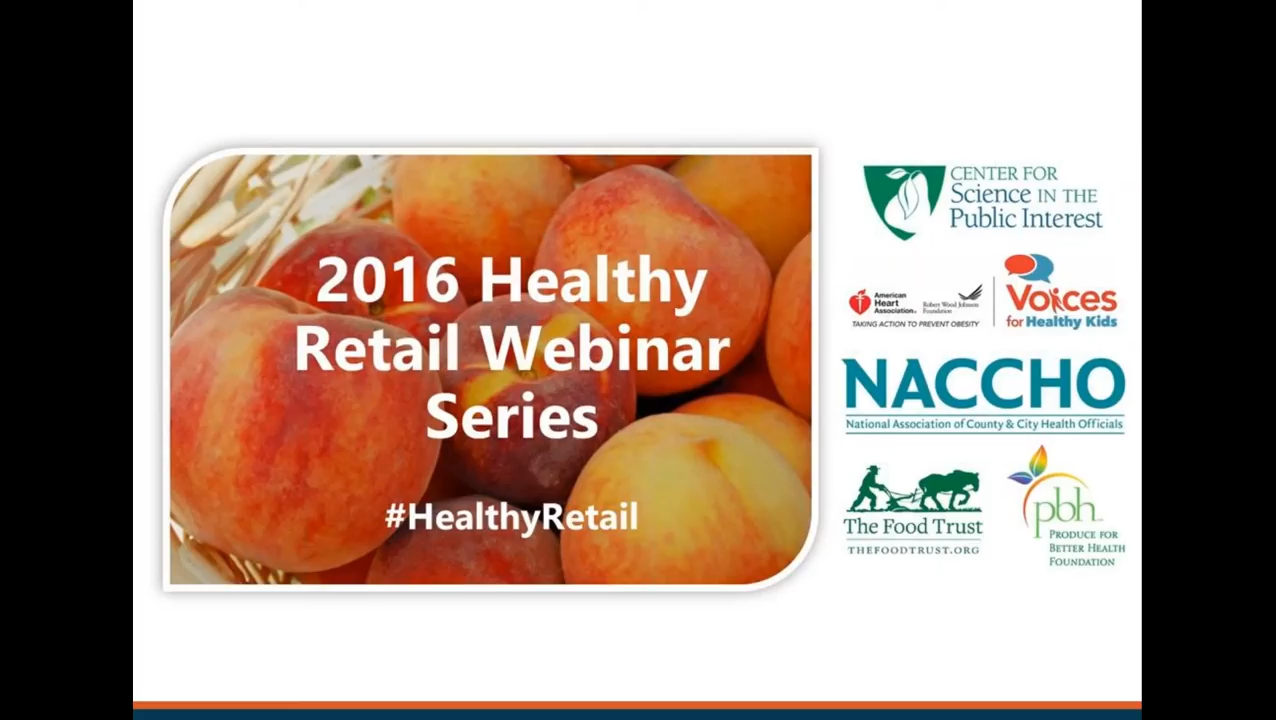 2016 Healthy
Retail Webinar
Series
#HealthyRetail
CENTER FOR
Science IN THE
Public Interest
American
Heart
Association®
Robert Wood Johnson
Foundation
TAKING ACTION TO PREVENT OBESITY
Voices
for Healthy Kids
NACCHO
National Association of County & City Health Officials
The Food Trust
THEFOODTRUST.ORG
pbh
PRODUCE FOR
BETTER HEALTH
FOUNDATION